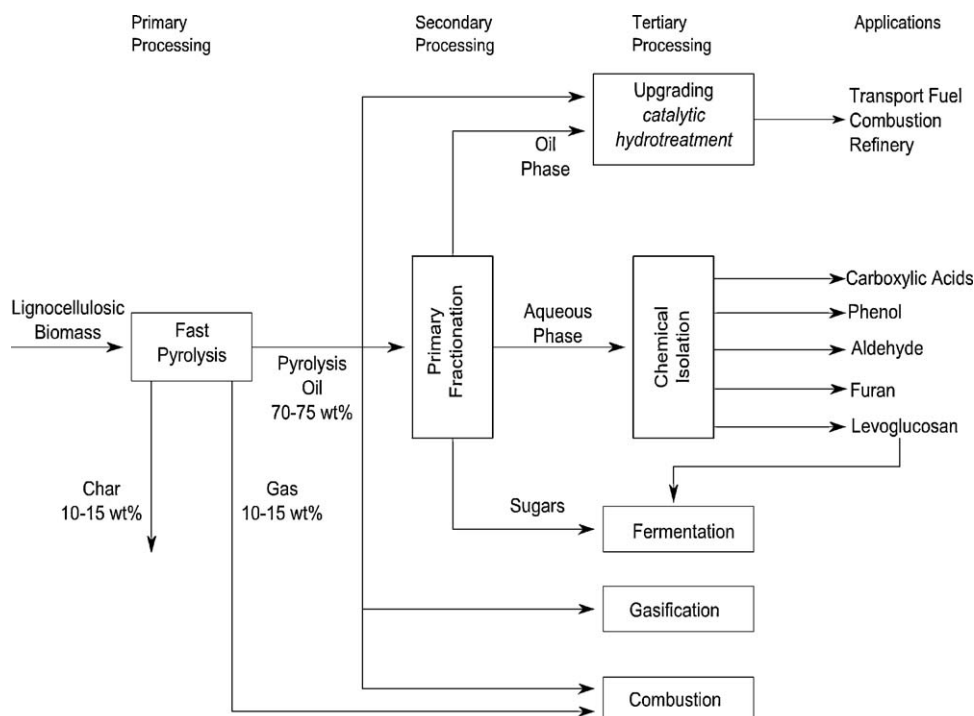 Primary
Processing
Secondary
Processing
Tertiary
Processing
Applications
Upgrading
catalytic
hydrotreatment
Transport Fuel
Combustion
Refinery
Oil
Phase
Lignocellulosic
Biomass
Fast
Pyrolysis
Pyrolysis
Oil
70-75 wt%
Primary
Fractionation
Aqueous
Phase
Chemical
Isolation
Carboxylic Acids
Phenol
Aldehyde
Furan
Levoglucosan
Char
10-15 wt%
Gas
10-15 wt%
Sugars
Fermentation
Gasification
Combustion